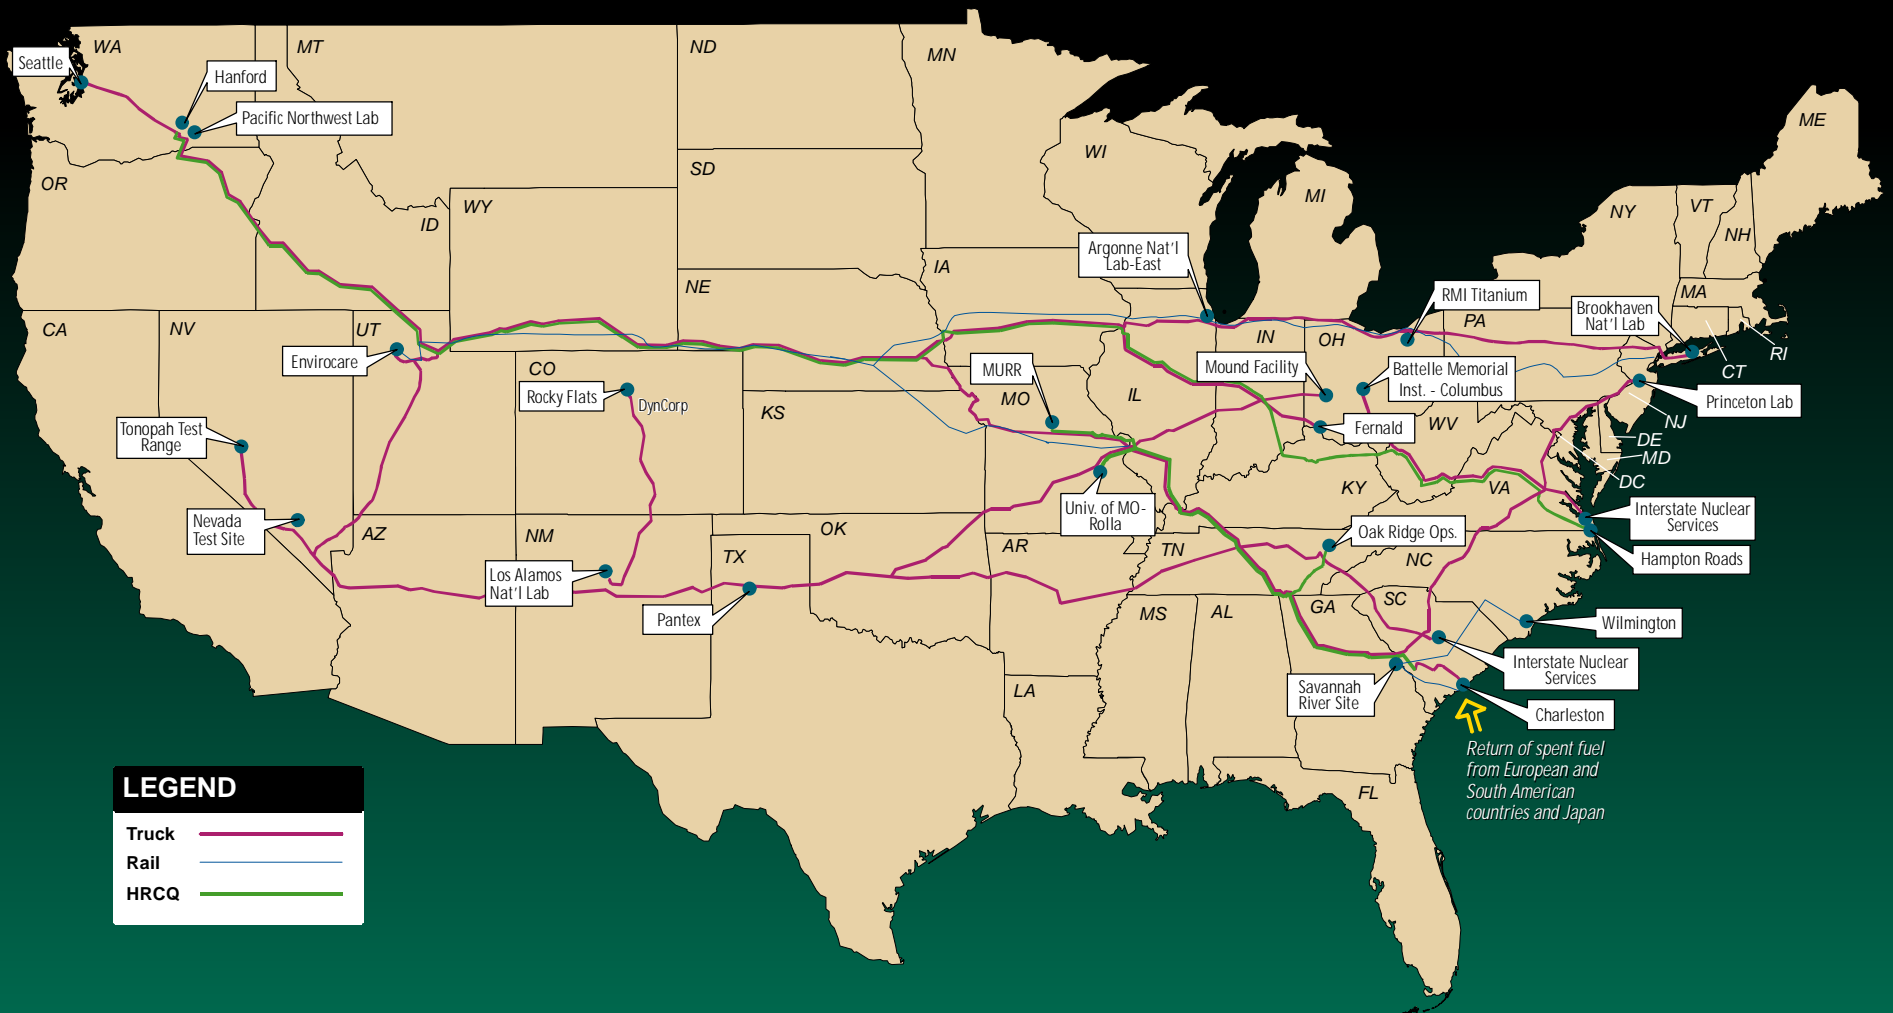 WA
MT
ND
MN
Seattle
Hanford
Pacific Northwest Lab
ME
WI
OR
SD
MI
ID
WY
NY
VT
NH
Argonne Nat'l
Lab-East
IA
NE
RMI Titanium
MA
Brookhaven
Nat'l Lab
CA
NV
UT
IN
OH
PA
RI
CT
Envirocare
CO
MURR
Mound Facility
Battelle Memorial
Inst. - Columbus
Rocky Flats
DynCorp
KS
MO
IL
Princeton Lab
NJ
Tonopah Test
Range
Fernald
WV
DE
MD
DC
KY
VA
Nevada
Test Site
Univ. of MO-
Rolla
Interstate Nuclear
Services
AZ
NM
OK
TX
AR
TN
Oak Ridge Ops.
NC
Hampton Roads
Los Alamos
Nat'l Lab
Pantex
MS
AL
GA
SC
Wilmington
Interstate Nuclear
Services
LA
Savannah
River Site
Charleston
Return of spent fuel
from European and
South American
countries and Japan
FL
LEGEND
Truck
Rail
HRCQ